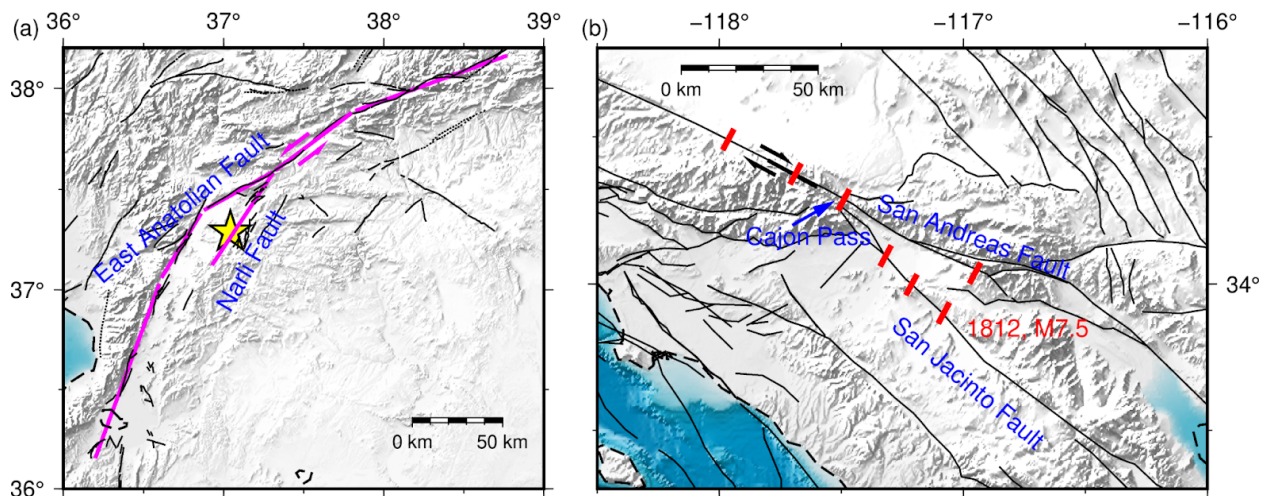 (a)
36°
37°
38°
39°
38°
37°
36°
East Anatolian Fault
Narlı Fault
0 km
50 km
(b)
−118°
−117°
−116°
34°
0 km
50 km
San Andreas Fault
Cajon Pass
1812, M7.5
San Jacinto Fault